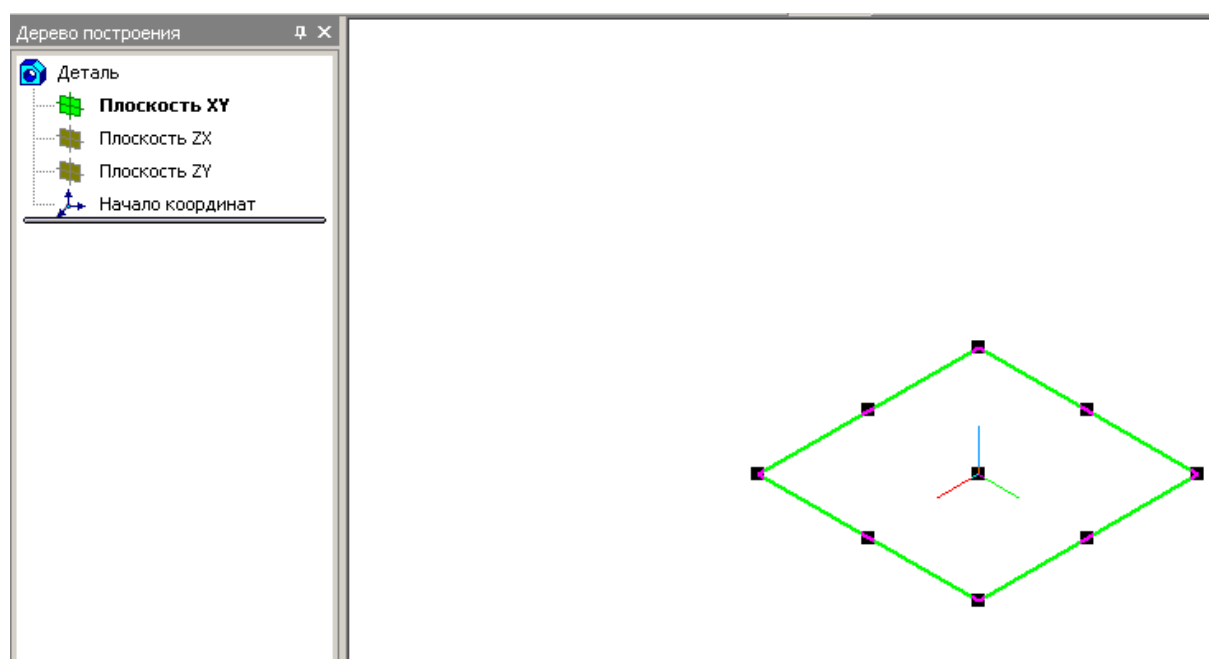 Дерево построения
Деталь
Плоскость XY
Плоскость ZX
Плоскость ZY
Начало координат